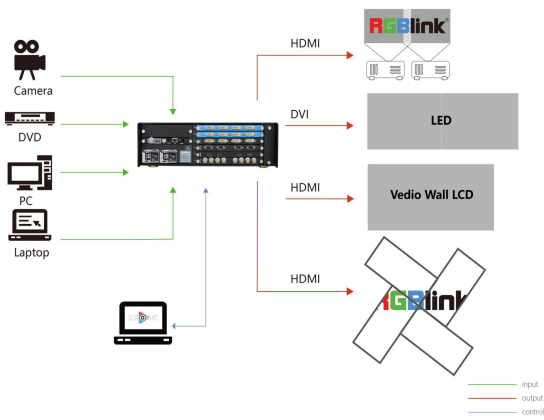 HDMI
RGBlink®
Camera
DVI
LED
DVD
PC
HDMI
Vedio Wall LCD
Laptop
HDMI
RGBlink
input
output
control